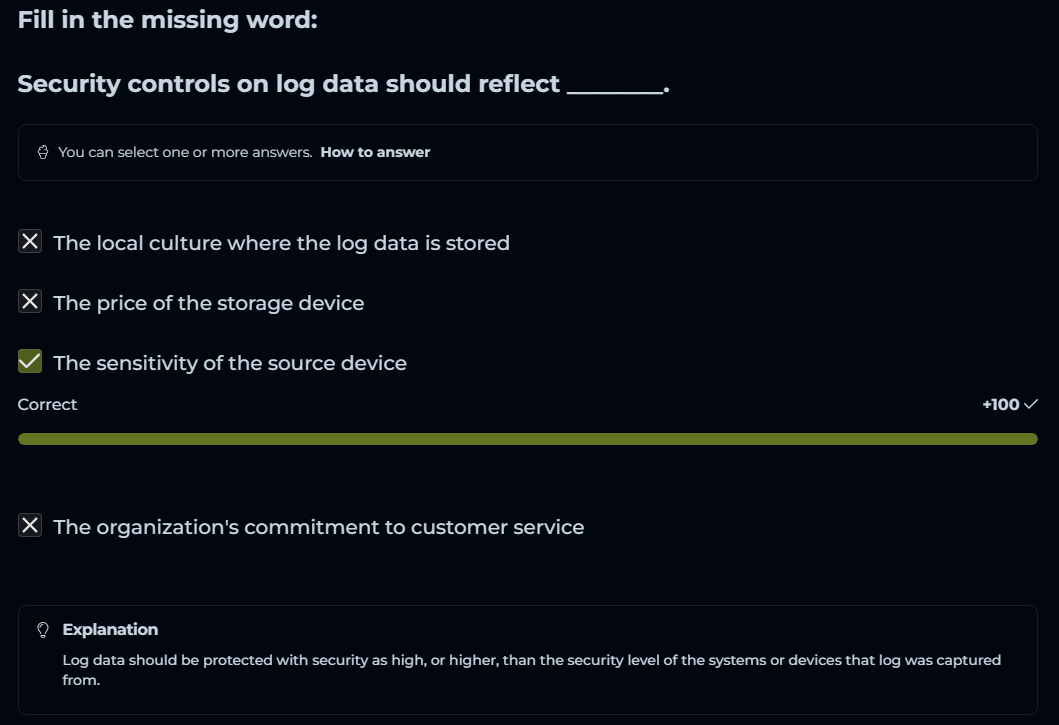 Fill in the missing word:
Security controls on log data should reflect ________.
You can select one or more answers. How to answer
The local culture where the log data is stored
The price of the storage device
The sensitivity of the source device
Correct
+100
The organization's commitment to customer service
Explanation
Log data should be protected with security as high, or higher, than the security level of the systems or devices that log was captured
from.